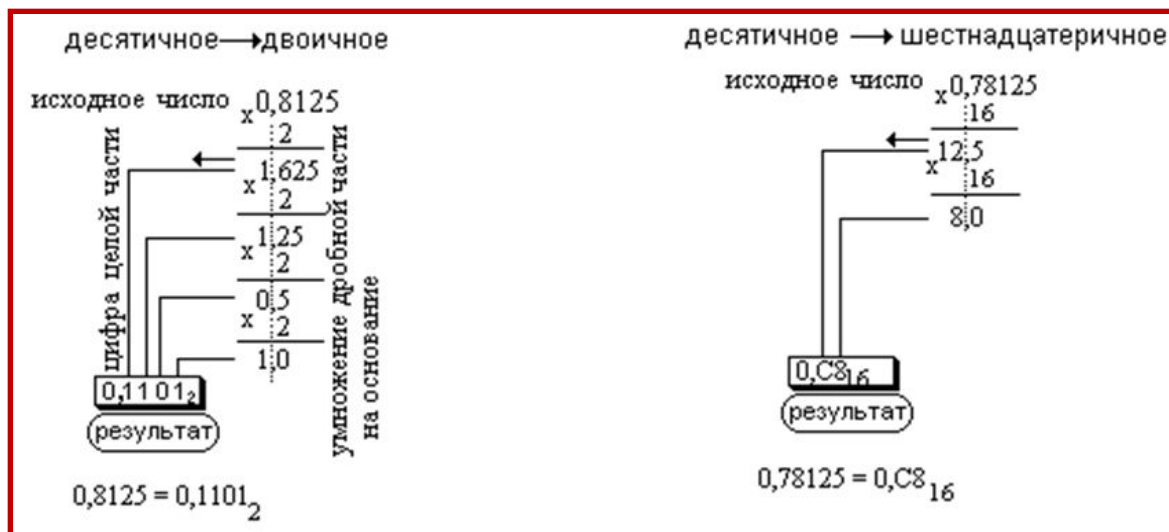 десятичное → двоичное
исходное число x 0,8125
2
x 1,625
2
x 1,25
2
x 0,5
2
1,0
цифра целой части
умножение дробной части
на основание
0,1101₂
результат
0,8125 = 0,1101₂
десятичное → шестнадцатеричное
исходное число x 0,78125
16
x 12,5
16
8,0
0,C8₁₆
результат
0,78125 = 0,C8₁₆